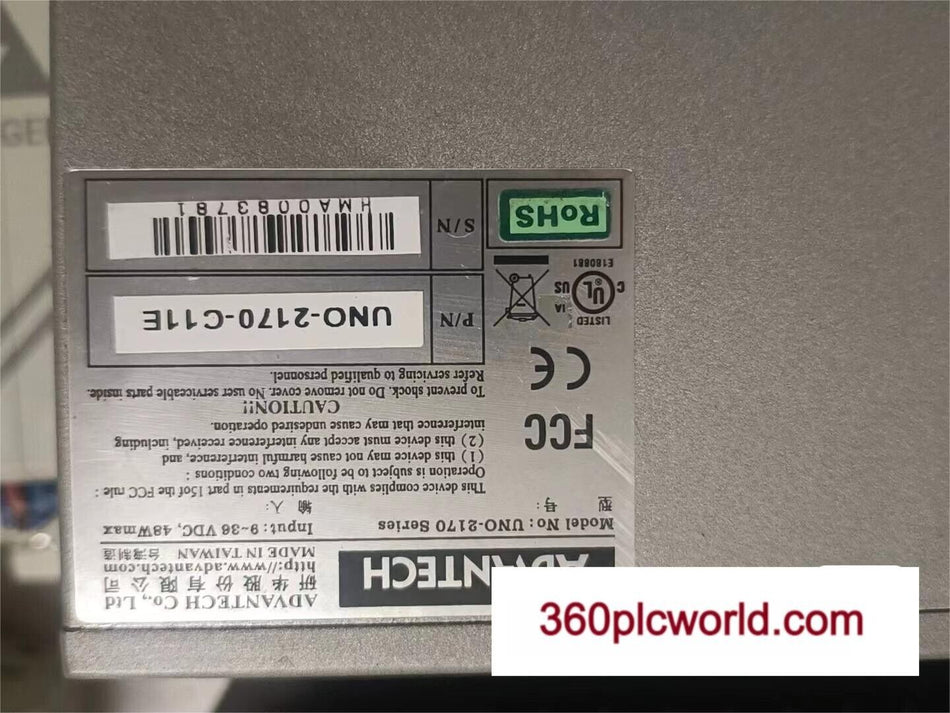 ADVANTECH
ADVANTECH Co., Ltd
研 华 股 份 有 限 公 司
http://www.advantech.com
MADE IN TAIWAN 台灣製造
Model No: UNO-2170 Series
型 号:
Input: 9~36 VDC, 48Wmax
输 入:
This device complies with the requirements in part 15of the FCC rule:
Operation is subject to be following two conditions:
(1) this device may not cause harmful interference, and
(2) this device must accept any interference received, including
interference that may cause undesired operation.
CAUTION!!
To prevent shock. Do not remove cover. No user serviceable parts inside.
Refer servicing to qualified personnel.
FCC
CE
P/N
UNO-2170-C11E
LISTED
C UL US
IA
E180881
S/N
HMA0083781
RoHS
GE
360plcworld.com